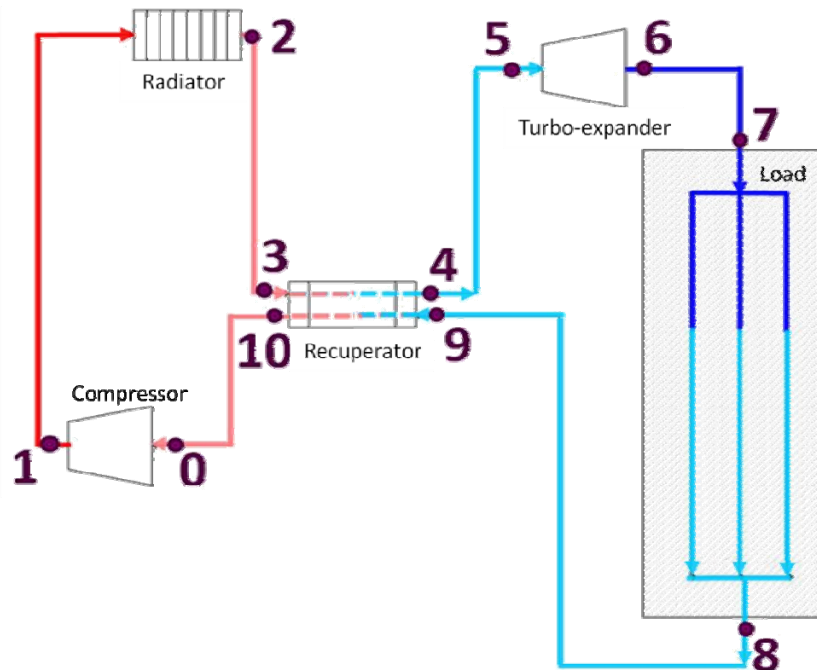 2
5
6
Radiator
Turbo-expander
7
Load
3
4
10
9
Recuperator
Compressor
1
0
8